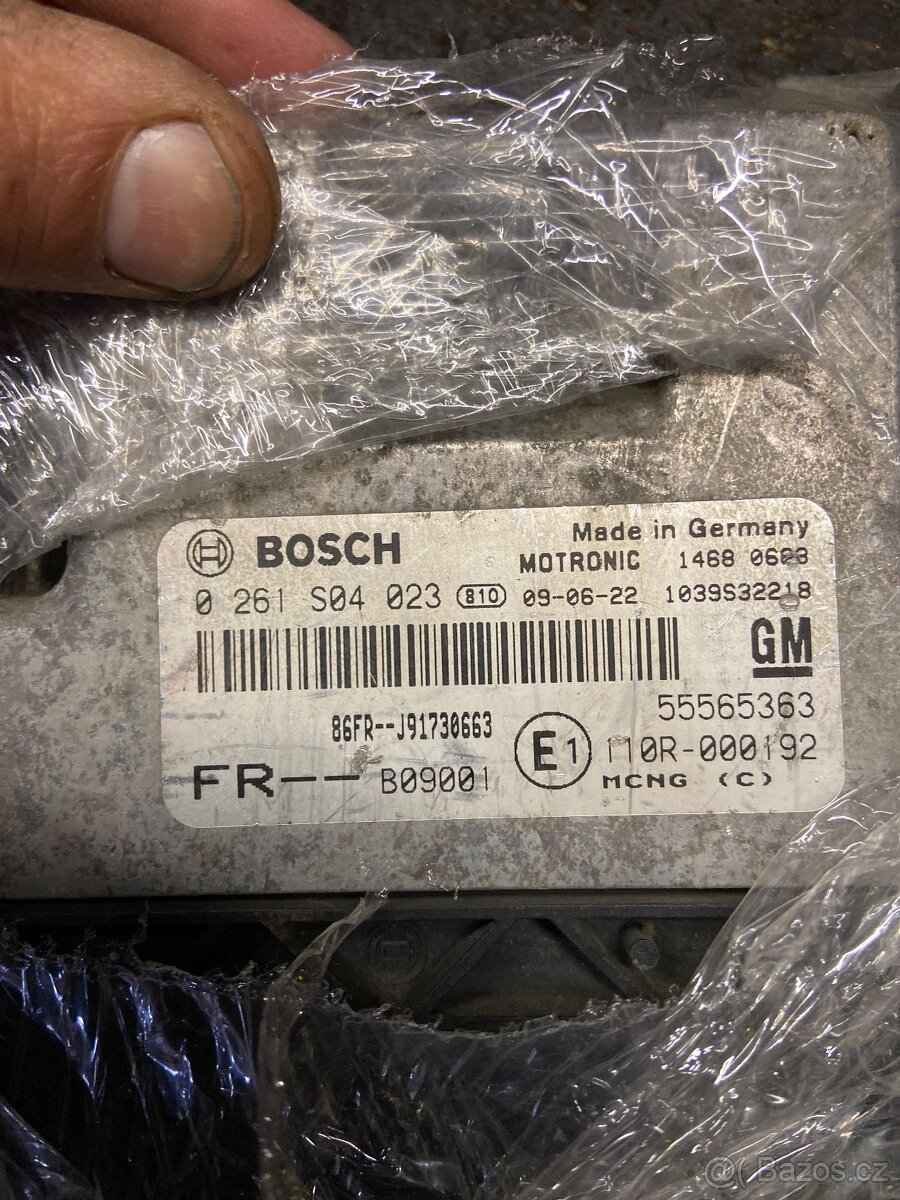 BOSCH
Made in Germany
MOTRONIC 1468 0623
0 261 S04 023 810 09-06-22 1039S32218
GM
55565363
86FR--J91730663
E1 110R-000192
FR-- B09001
MCNG (C)
@ Bazos.cz